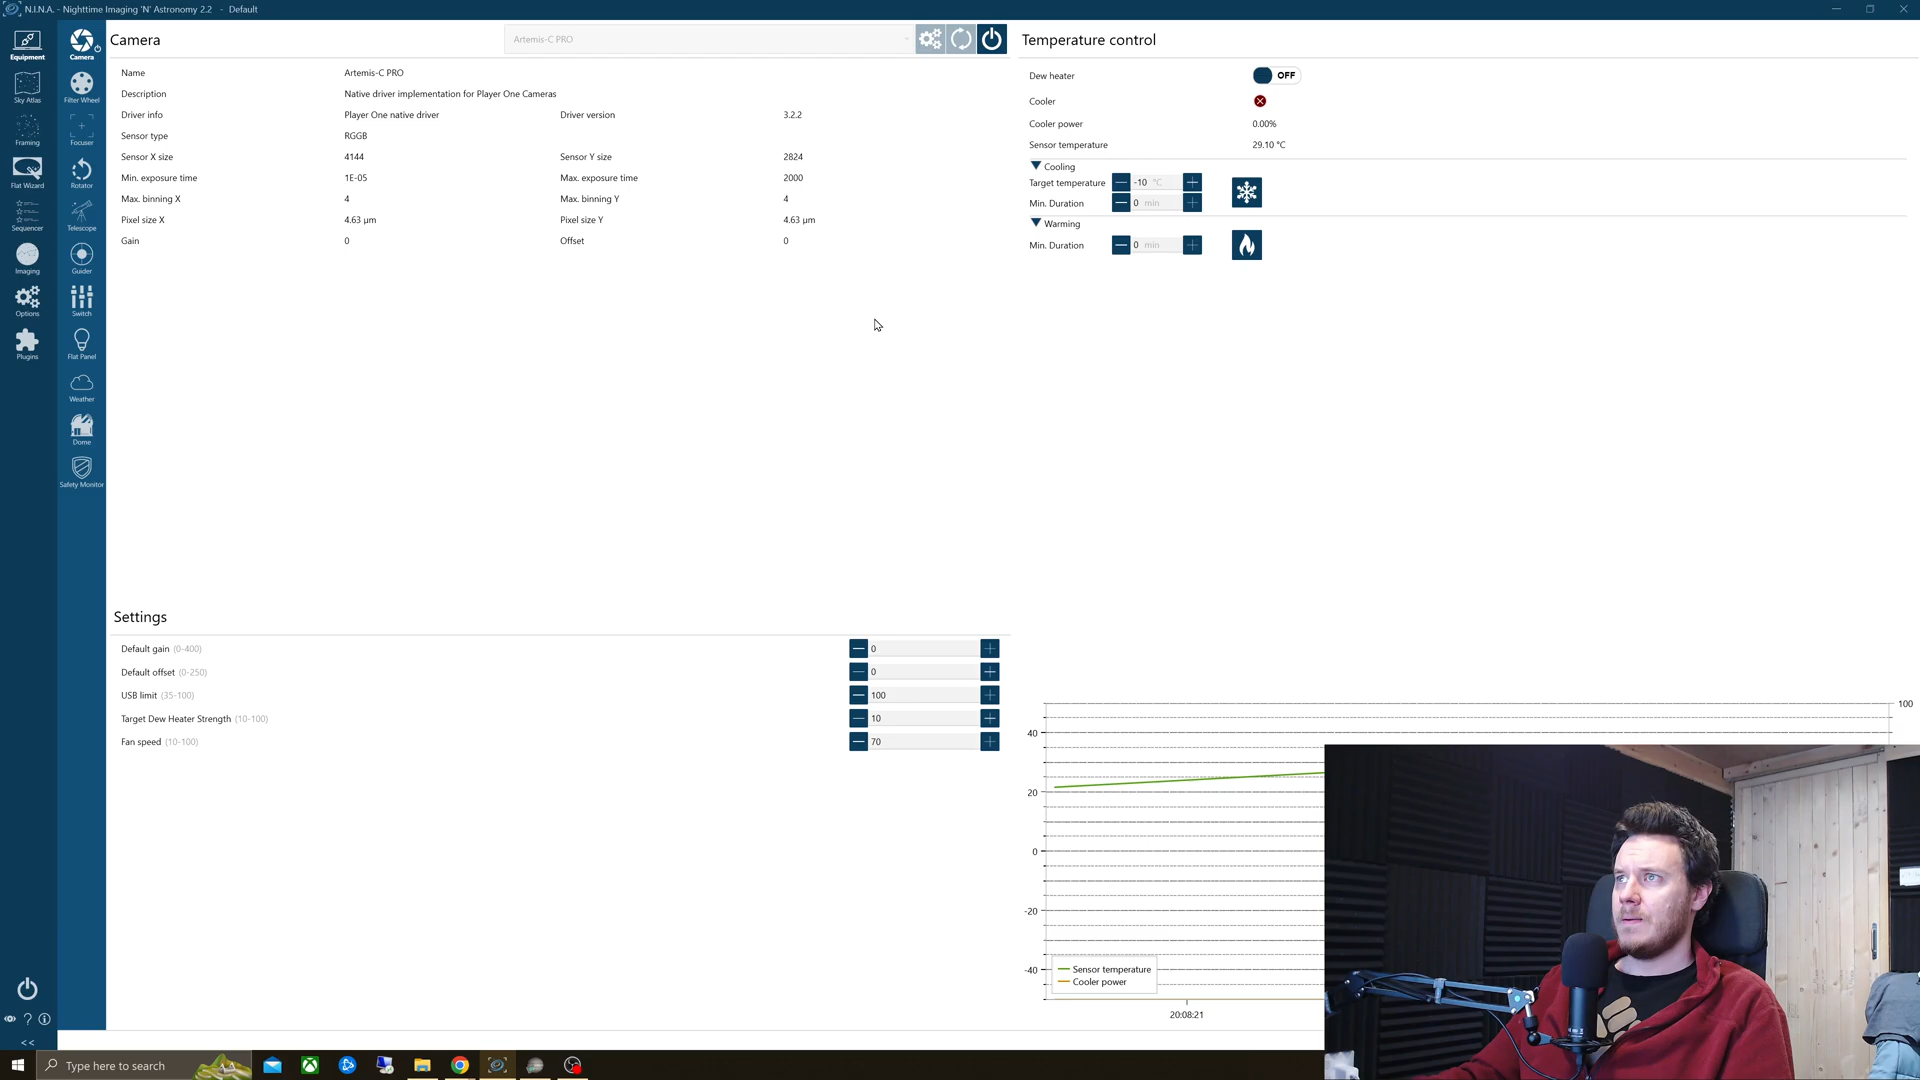 N.I.N.A. - Nighttime Imaging 'N' Astronomy 2.2 - Default
Equipment
Sky Atlas
Framing
Flat Wizard
Sequencer
Imaging
Options
Plugins
<<
Camera
Filter Wheel
Focuser
Rotator
Telescope
Guider
Switch
Flat Panel
Weather
Dome
Safety Monitor
Camera
Artemis-C PRO
Name Artemis-C PRO
Description Native driver implementation for Player One Cameras
Driver info Player One native driver Driver version 3.2.2
Sensor type RGGB
Sensor X size 4144 Sensor Y size 2824
Min. exposure time 1E-05 Max. exposure time 2000
Max. binning X 4 Max. binning Y 4
Pixel size X 4.63 µm Pixel size Y 4.63 µm
Gain 0 Offset 0
Settings
Default gain (0-400) 0
Default offset (0-250) 0
USB limit (35-100) 100
Target Dew Heater Strength (10-100) 10
Fan speed (10-100) 70
Temperature control
Dew heater OFF
Cooler
Cooler power 0.00%
Sensor temperature 29.10 °C
Cooling
Target temperature -10 °C
Min. Duration 0 min
Warming
Min. Duration 0 min
100
40
20
0
-20
-40
Sensor temperature
Cooler power
20:08:21
Type here to search